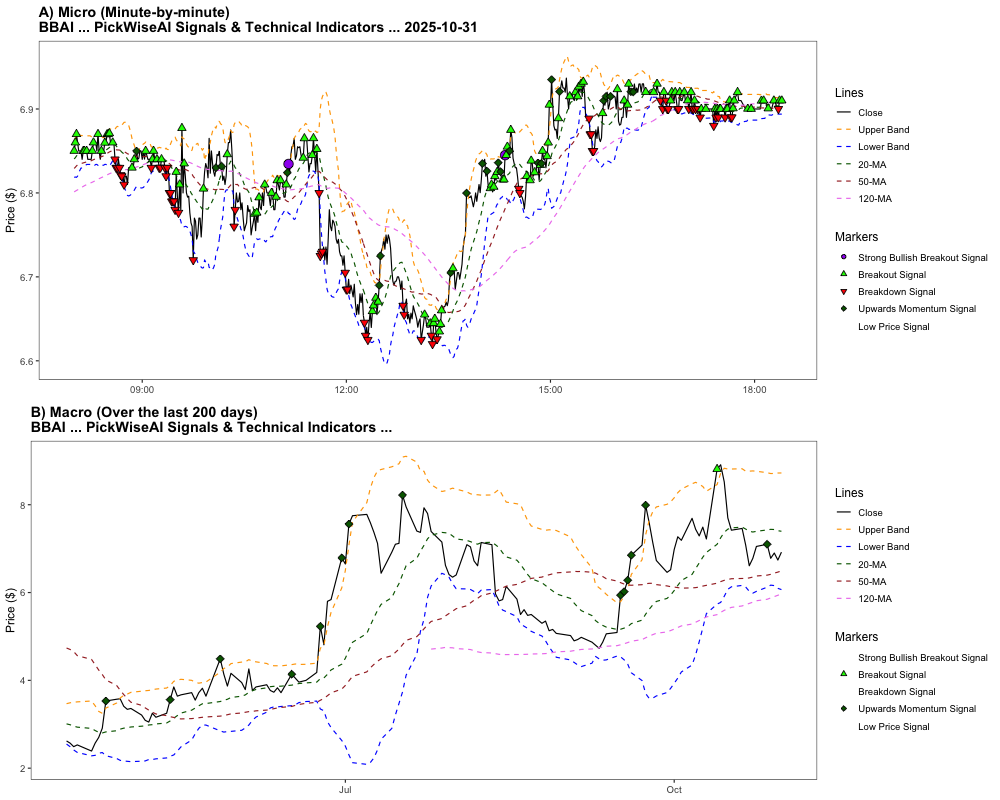 A) Micro (Minute-by-minute)
BBAI ... PickWiseAI Signals & Technical Indicators ... 2025-10-31
Price ($)
6.9
6.8
6.7
6.6
09:00
12:00
15:00
18:00
Lines
Close
Upper Band
Lower Band
20-MA
50-MA
120-MA
Markers
Strong Bullish Breakout Signal
Breakout Signal
Breakdown Signal
Upwards Momentum Signal
Low Price Signal
B) Macro (Over the last 200 days)
BBAI ... PickWiseAI Signals & Technical Indicators ...
Price ($)
8
6
4
2
Jul
Oct
Lines
Close
Upper Band
Lower Band
20-MA
50-MA
120-MA
Markers
Strong Bullish Breakout Signal
Breakout Signal
Breakdown Signal
Upwards Momentum Signal
Low Price Signal